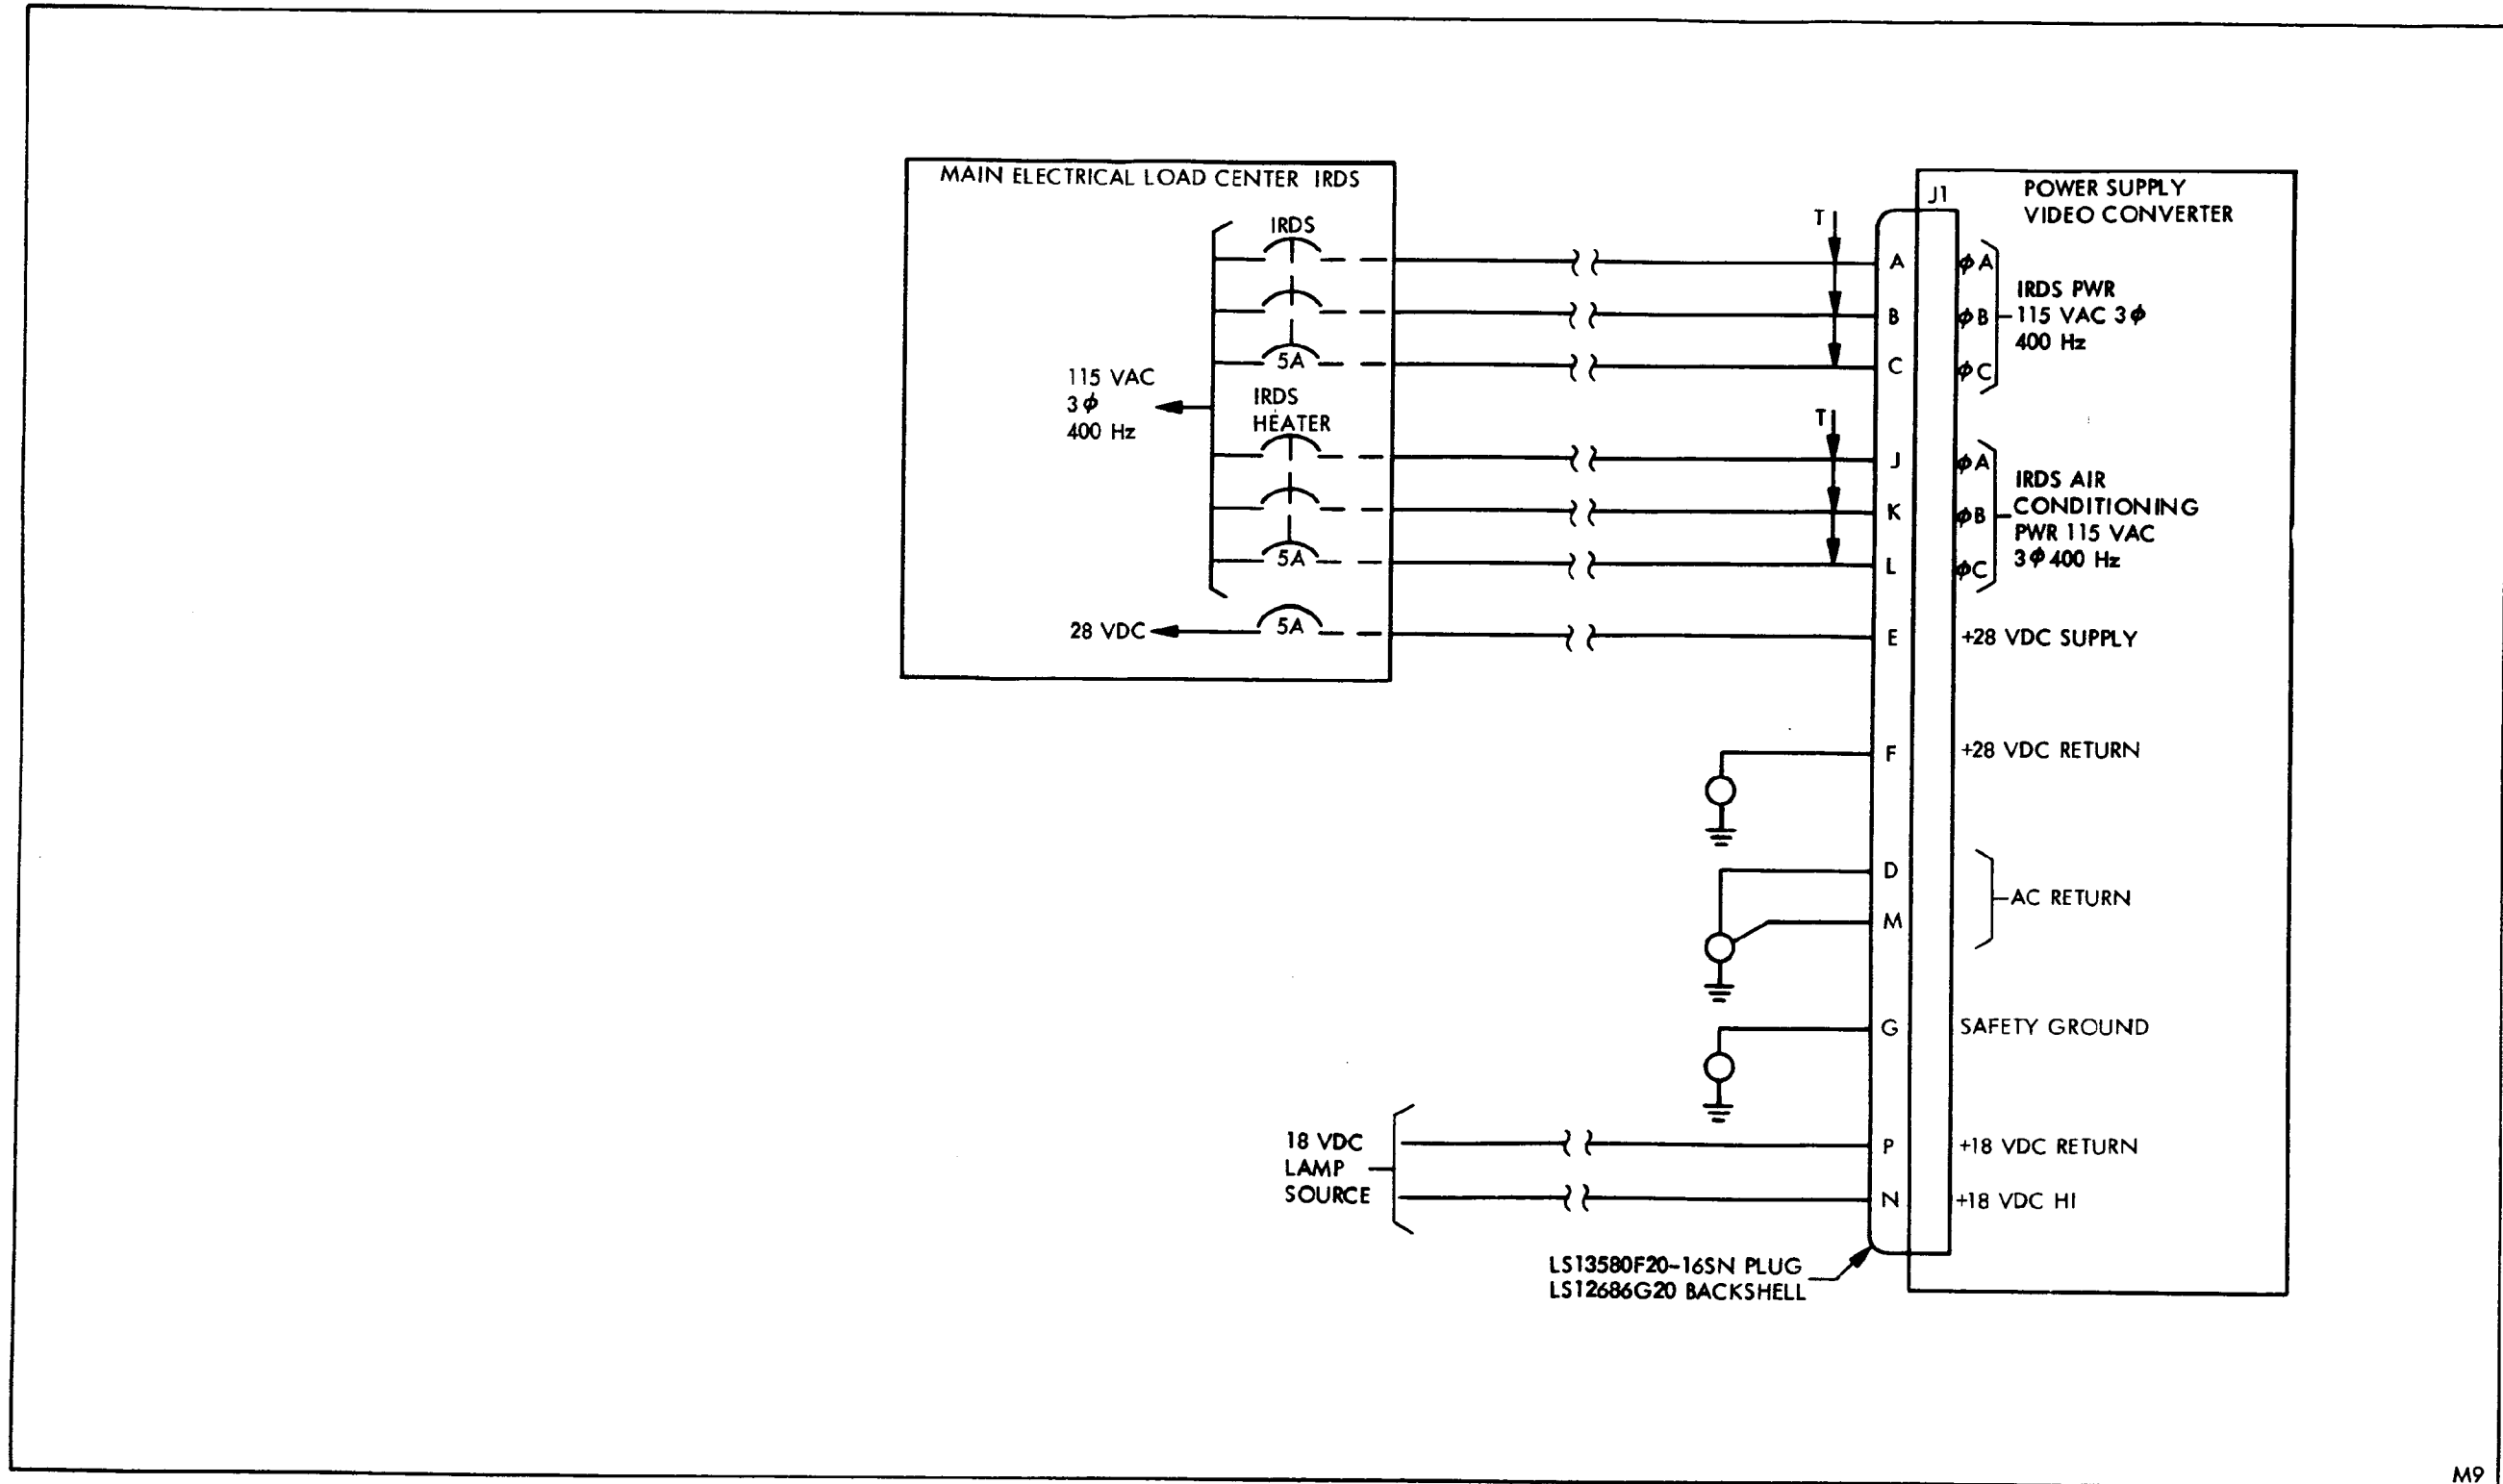 MAIN ELECTRICAL LOAD CENTER IRDS
IRDS
5A
115 VAC
3ϕ
400 Hz
IRDS
HEATER
5A
28 VDC
5A
T
T
J1
POWER SUPPLY
VIDEO CONVERTER
A
ϕA
B
ϕB
C
ϕC
IRDS PWR
115 VAC 3ϕ
400 Hz
J
ϕA
K
ϕB
L
ϕC
IRDS AIR
CONDITIONING
PWR 115 VAC
3ϕ 400 Hz
E
+28 VDC SUPPLY
F
+28 VDC RETURN
D
M
AC RETURN
G
SAFETY GROUND
18 VDC
LAMP
SOURCE
P
+18 VDC RETURN
N
+18 VDC HI
LS13580F20-16SN PLUG
LS12686G20 BACKSHELL
M9